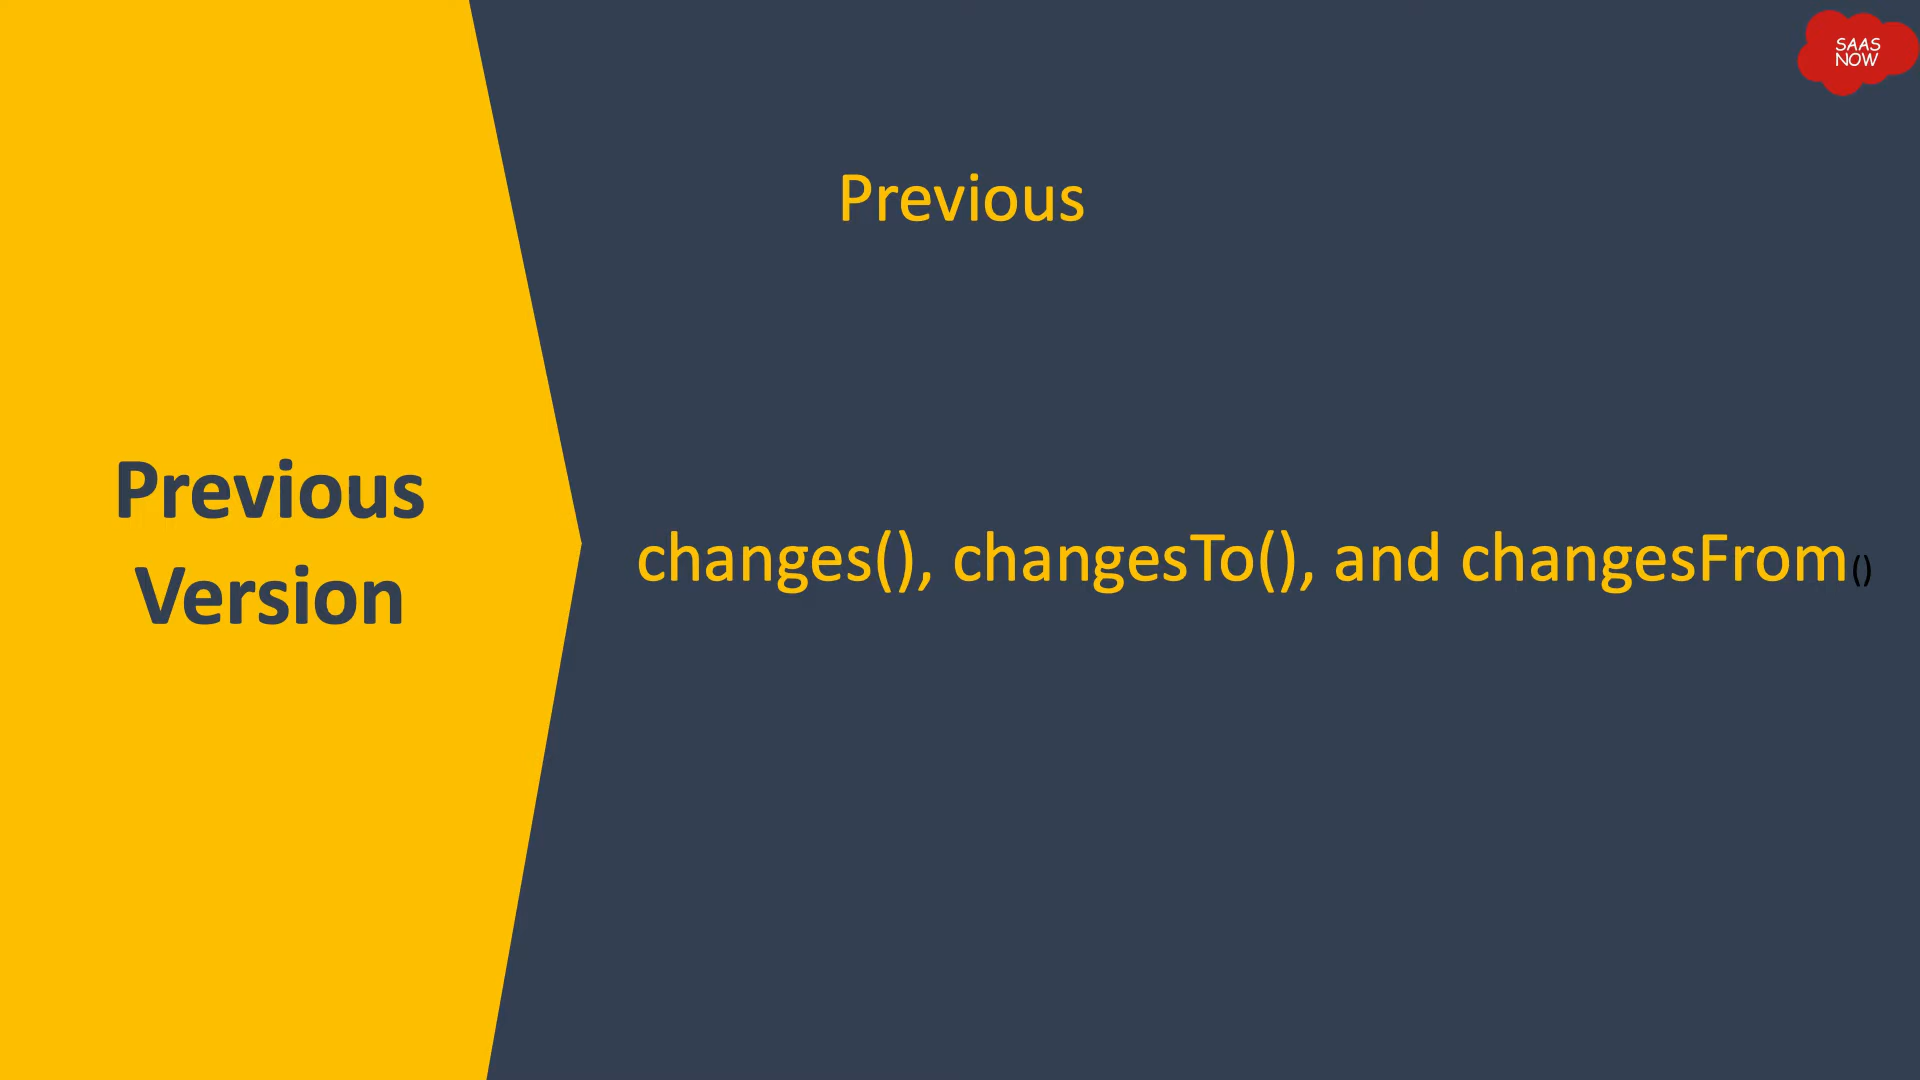 SAAS
NOW
Previous
Previous
Version
changes(), changesTo(), and changesFrom()